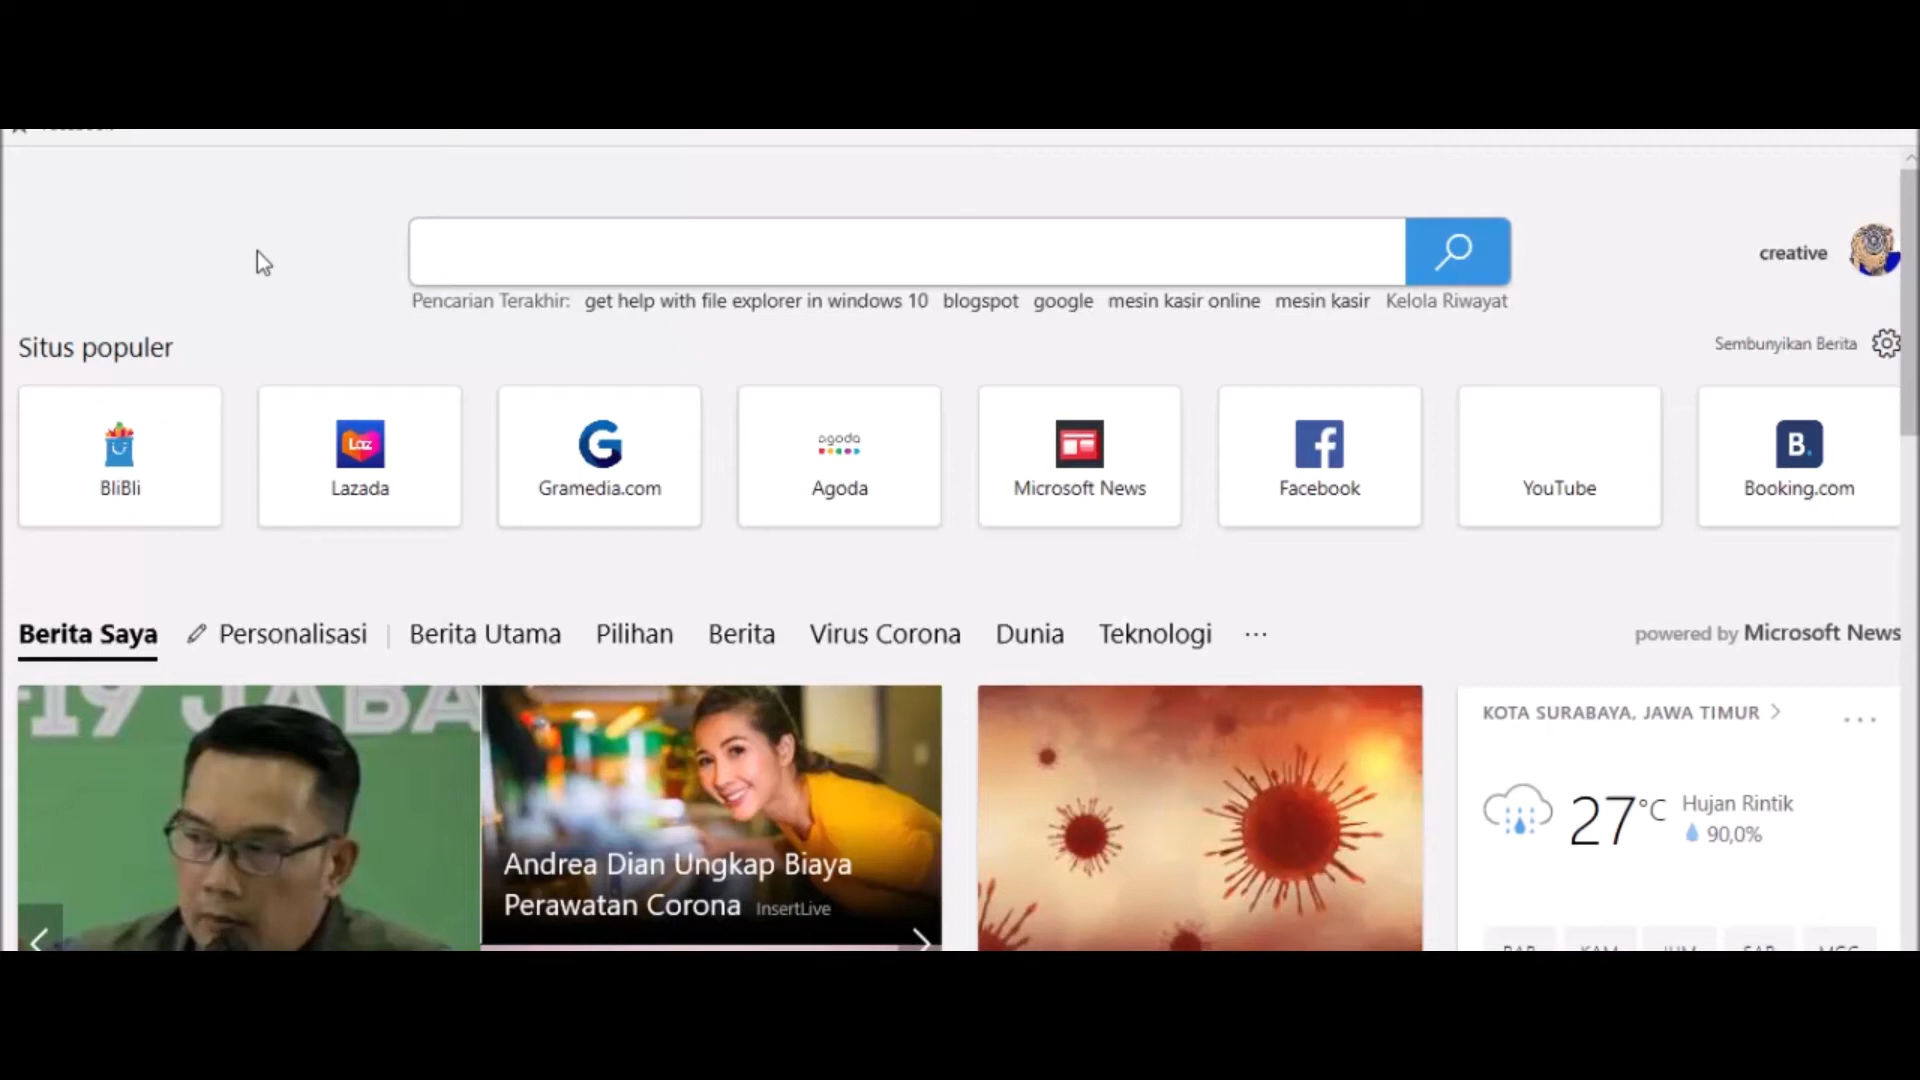 creative
Pencarian Terakhir: get help with file explorer in windows 10 blogspot google mesin kasir online mesin kasir Kelola Riwayat
Situs populer
Sembunyikan Berita
BliBli
Laz
Lazada
G
Gramedia.com
agoda
Agoda
Microsoft News
f
Facebook
YouTube
B.
Booking.com
Berita Saya
Personalisasi
Berita Utama
Pilihan
Berita
Virus Corona
Dunia
Teknologi
...
powered by Microsoft News
-19 JABA
Andrea Dian Ungkap Biaya
Perawatan Corona InsertLive
KOTA SURABAYA, JAWA TIMUR
...
27°C
Hujan Rintik
90,0%